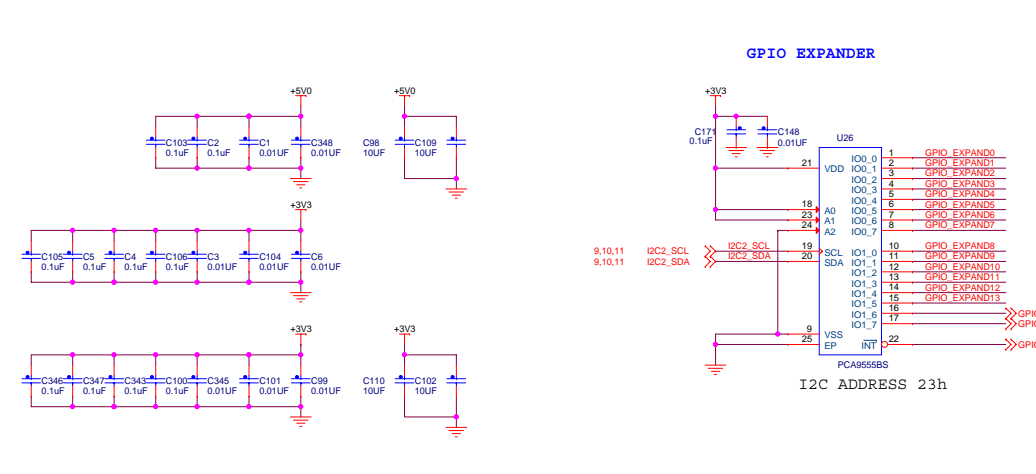 GPIO EXPANDER
+5V0
+5V0
+3V3
C103
0.1uF
C2
0.1uF
C1
0.01UF
C348
0.01UF
C98
10UF
C109
10UF
C171
0.1uF
C148
0.01UF
U26
21
VDD
18
A0
23
A1
24
A2
9,10,11
I2C2_SCL
I2C2_SCL
19
SCL
9,10,11
I2C2_SDA
I2C2_SDA
20
SDA
9
VSS
25
EP
IO0_0
1
GPIO_EXPAND0
IO0_1
2
GPIO_EXPAND1
IO0_2
3
GPIO_EXPAND2
IO0_3
4
GPIO_EXPAND3
IO0_4
5
GPIO_EXPAND4
IO0_5
6
GPIO_EXPAND5
IO0_6
7
GPIO_EXPAND6
IO0_7
8
GPIO_EXPAND7
IO1_0
10
GPIO_EXPAND8
IO1_1
11
GPIO_EXPAND9
IO1_2
12
GPIO_EXPAND10
IO1_3
13
GPIO_EXPAND11
IO1_4
14
GPIO_EXPAND12
IO1_5
15
GPIO_EXPAND13
IO1_6
16
GPIO
IO1_7
17
GPIO
INT
22
GPIO
PCA9555BS
I2C ADDRESS 23h
+3V3
C105
0.1uF
C5
0.1uF
C4
0.1uF
C106
0.1uF
C3
0.01UF
C104
0.01UF
C6
0.01UF
+3V3
+3V3
C346
0.1uF
C347
0.1uF
C343
0.1uF
C100
0.1uF
C345
0.01UF
C101
0.01UF
C99
0.01UF
C110
10UF
C102
10UF